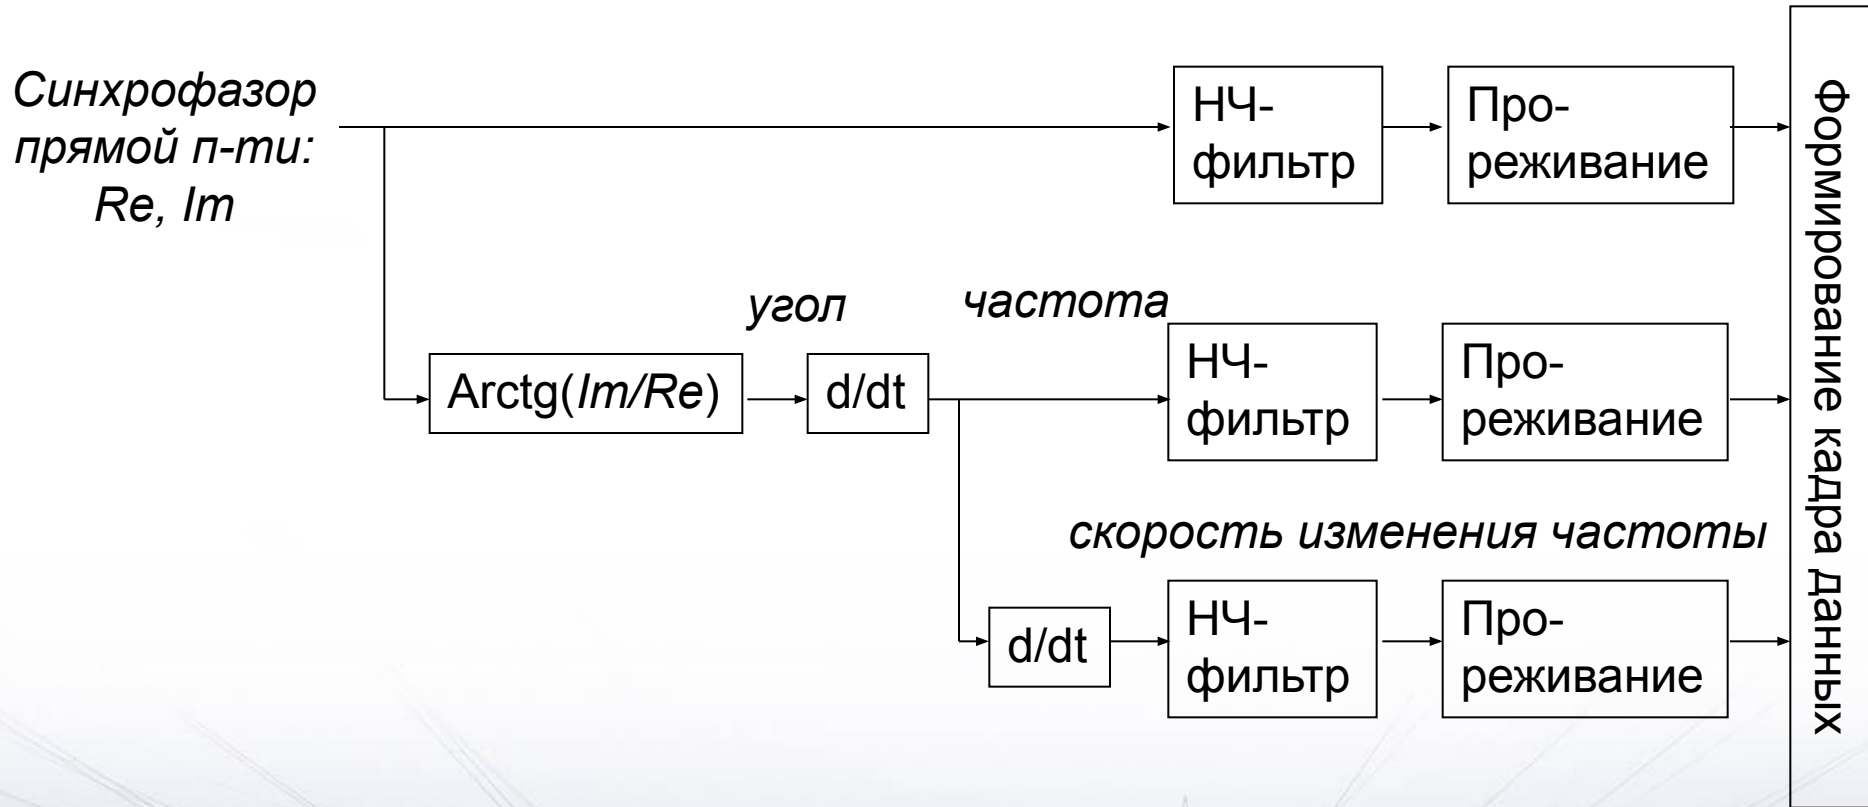 Синхрофазор
прямой п-ти:
Re, Im
НЧ-
фильтр
Про-
реживание
угол
частота
Arctg(Im/Re)
d/dt
НЧ-
фильтр
Про-
реживание
скорость изменения частоты
d/dt
НЧ-
фильтр
Про-
реживание
Формирование кадра данных